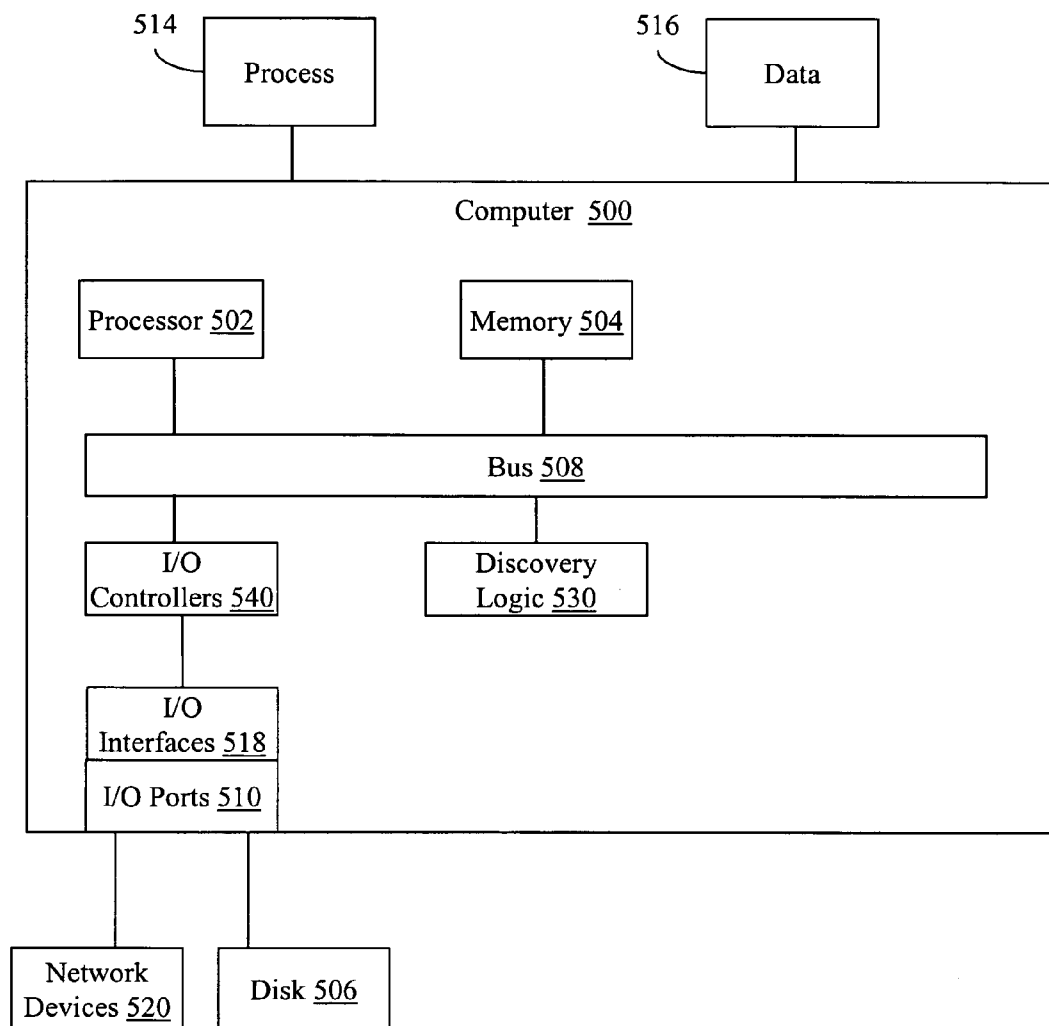 514
Process
516
Data
Computer 500
Processor 502
Memory 504
Bus 508
I/O
Controllers 540
Discovery
Logic 530
I/O
Interfaces 518
I/O Ports 510
Network
Devices 520
Disk 506